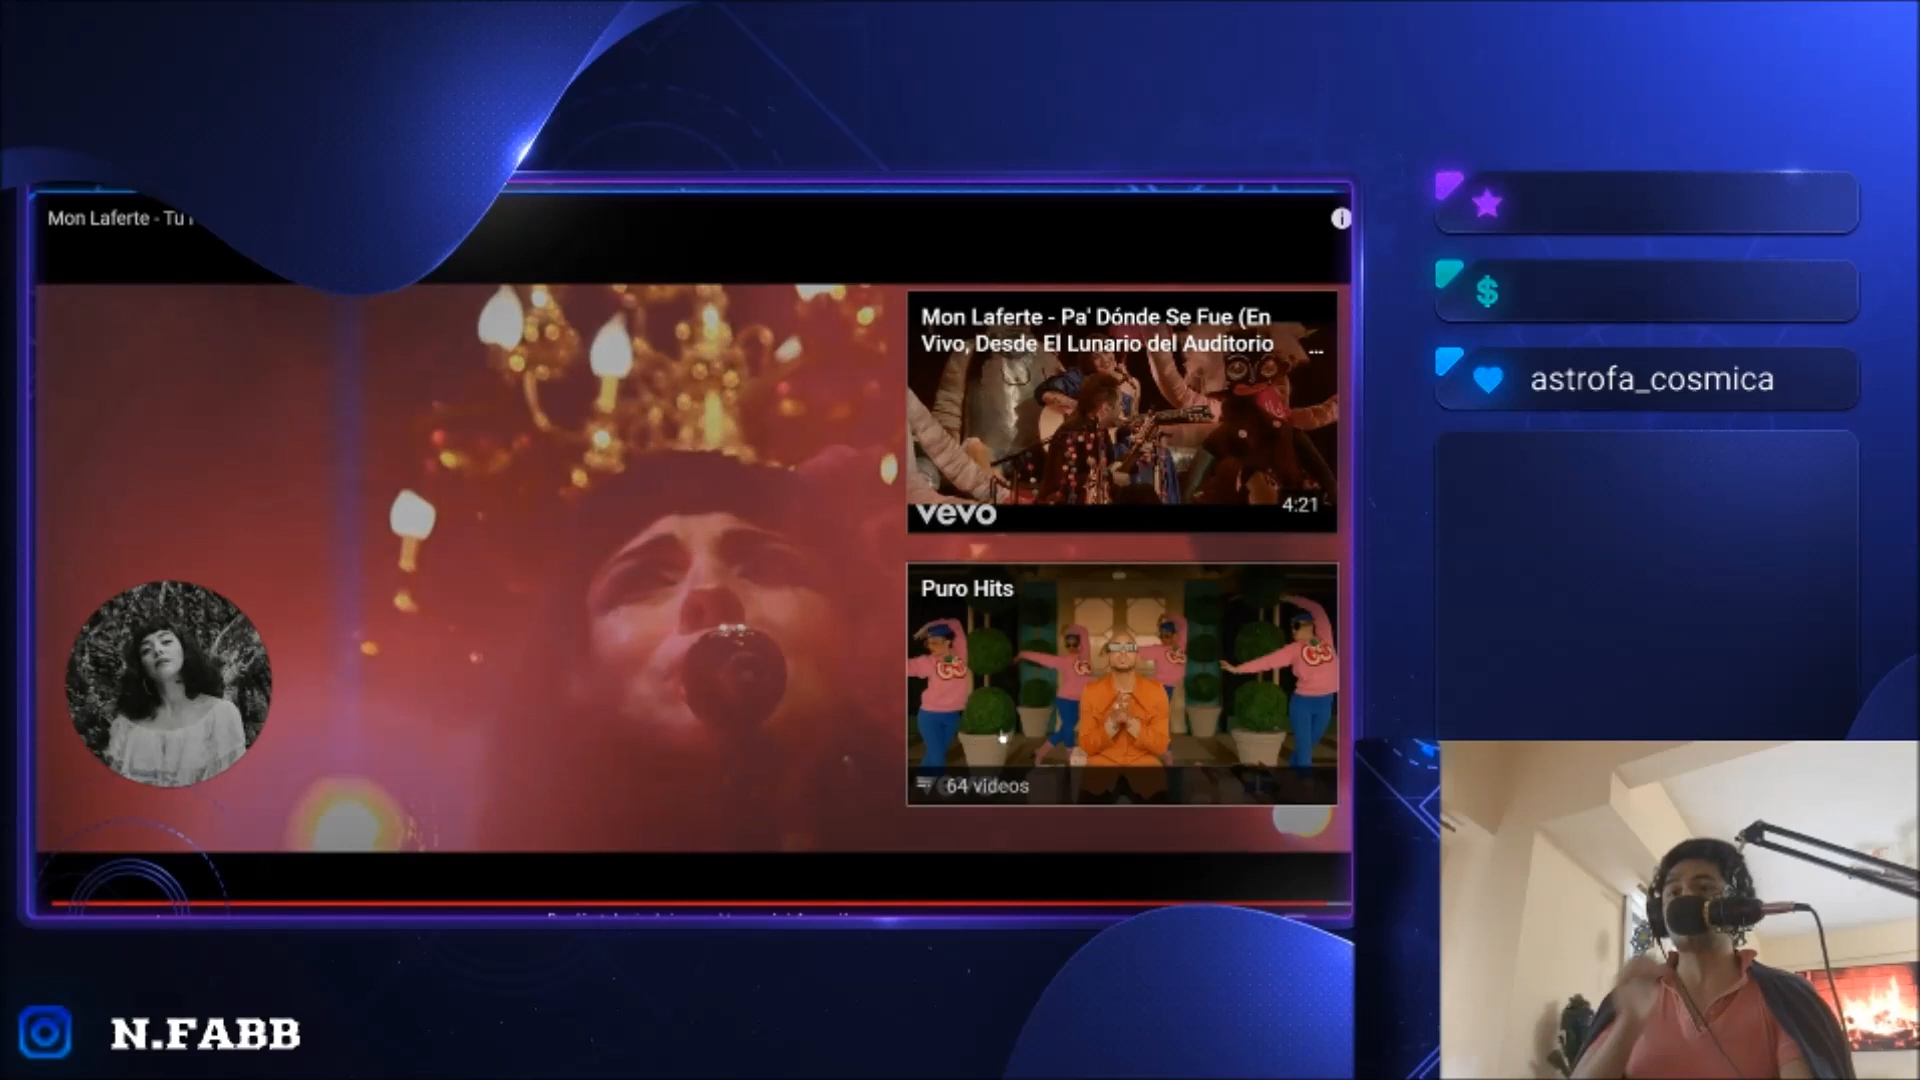 Mon Laferte - Tu
Mon Laferte - Pa' Dónde Se Fue (En
Vivo, Desde El Lunario del Auditorio
...
vevo
4:21
Puro Hits
64 videos
astrofa_cosmica
$
N.FABB